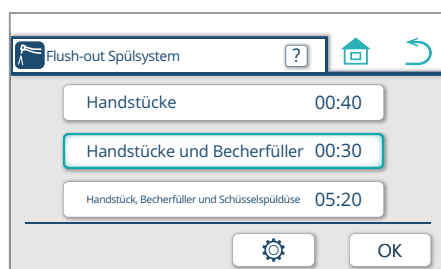 Flush-out Spülsystem ?
Handstücke 00:40
Handstücke und Becherfüller 00:30
Handstück, Becherfüller und Schüsselspüldüse 05:20
OK